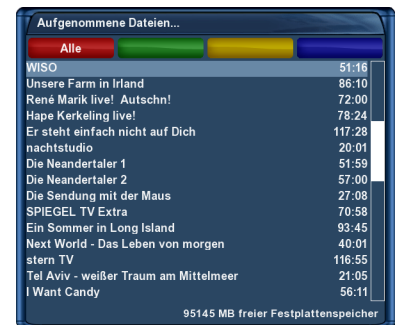 Aufgenommene Dateien...
Alle
WISO 51:16
Unsere Farm in Irland 86:10
René Marik live! Autschn! 72:00
Hape Kerkeling live! 78:24
Er steht einfach nicht auf Dich 117:28
nachtstudio 20:01
Die Neandertaler 1 51:59
Die Neandertaler 2 57:00
Die Sendung mit der Maus 27:08
SPIEGEL TV Extra 70:58
Ein Sommer in Long Island 93:45
Next World - Das Leben von morgen 40:01
stern TV 116:55
Tel Aviv - weißer Traum am Mittelmeer 21:05
I Want Candy 56:11
95145 MB freier Festplattenspeicher